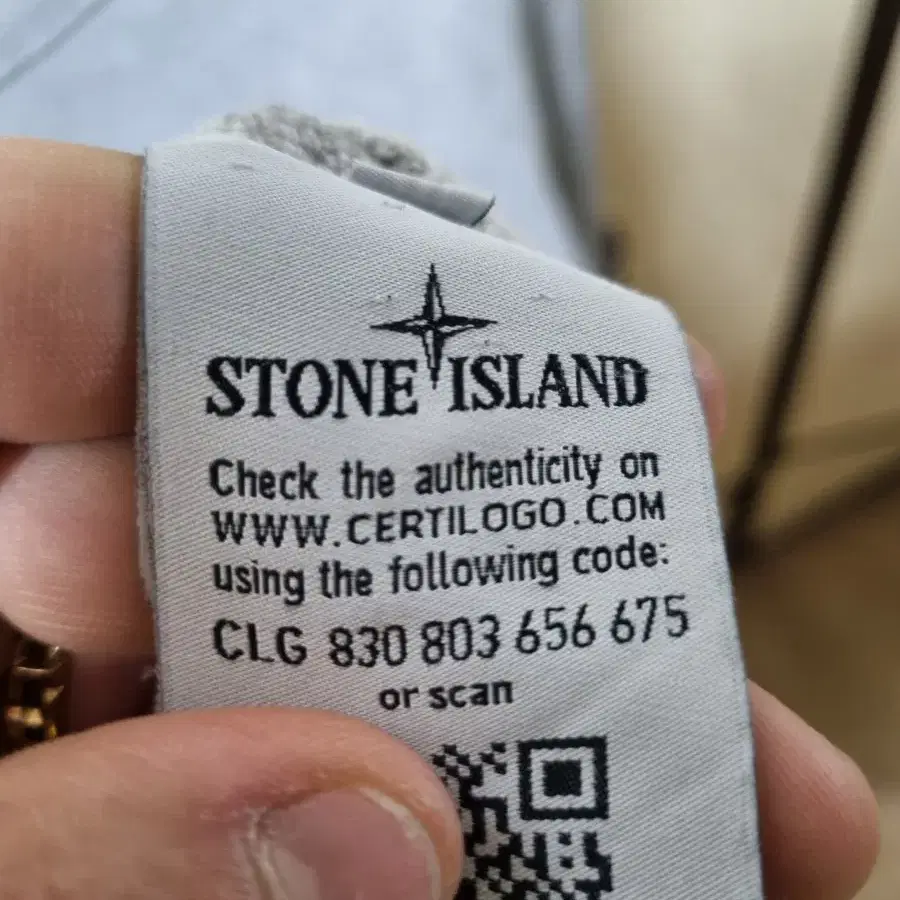 STONE ISLAND
Check the authenticity on
WWW.CERTILOGO.COM
using the following code:
CLG 830 803 656 675
or scan